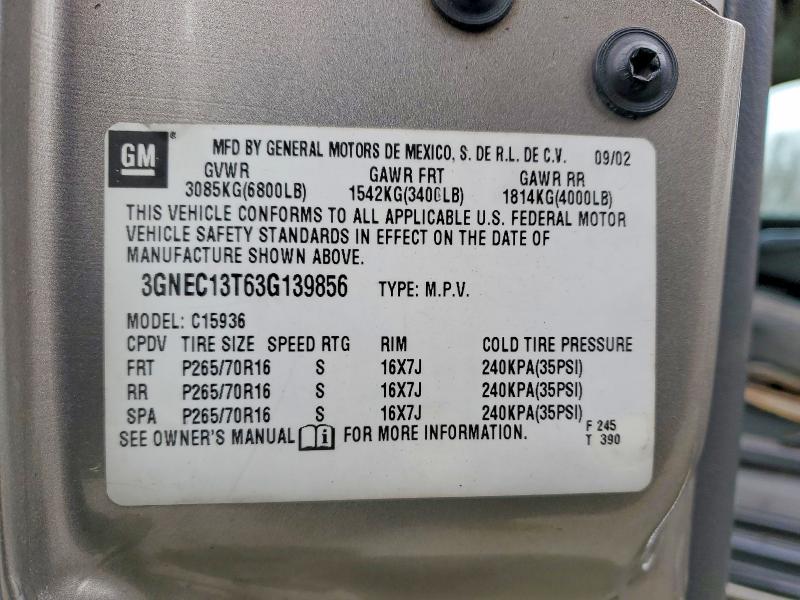 GM ®
MFD BY GENERAL MOTORS DE MEXICO, S. DE R.L. DE C.V. 09/02
GVWR GAWR FRT GAWR RR
3085KG(6800LB) 1542KG(3400LB) 1814KG(4000LB)
THIS VEHICLE CONFORMS TO ALL APPLICABLE U.S. FEDERAL MOTOR
VEHICLE SAFETY STANDARDS IN EFFECT ON THE DATE OF
MANUFACTURE SHOWN ABOVE.
3GNEC13T63G139856 TYPE: M.P.V.
MODEL: C15936
CPDV TIRE SIZE SPEED RTG RIM COLD TIRE PRESSURE
FRT P265/70R16 S 16X7J 240KPA(35PSI)
RR P265/70R16 S 16X7J 240KPA(35PSI)
SPA P265/70R16 S 16X7J 240KPA(35PSI)
SEE OWNER'S MANUAL i FOR MORE INFORMATION.
F 245
T 390